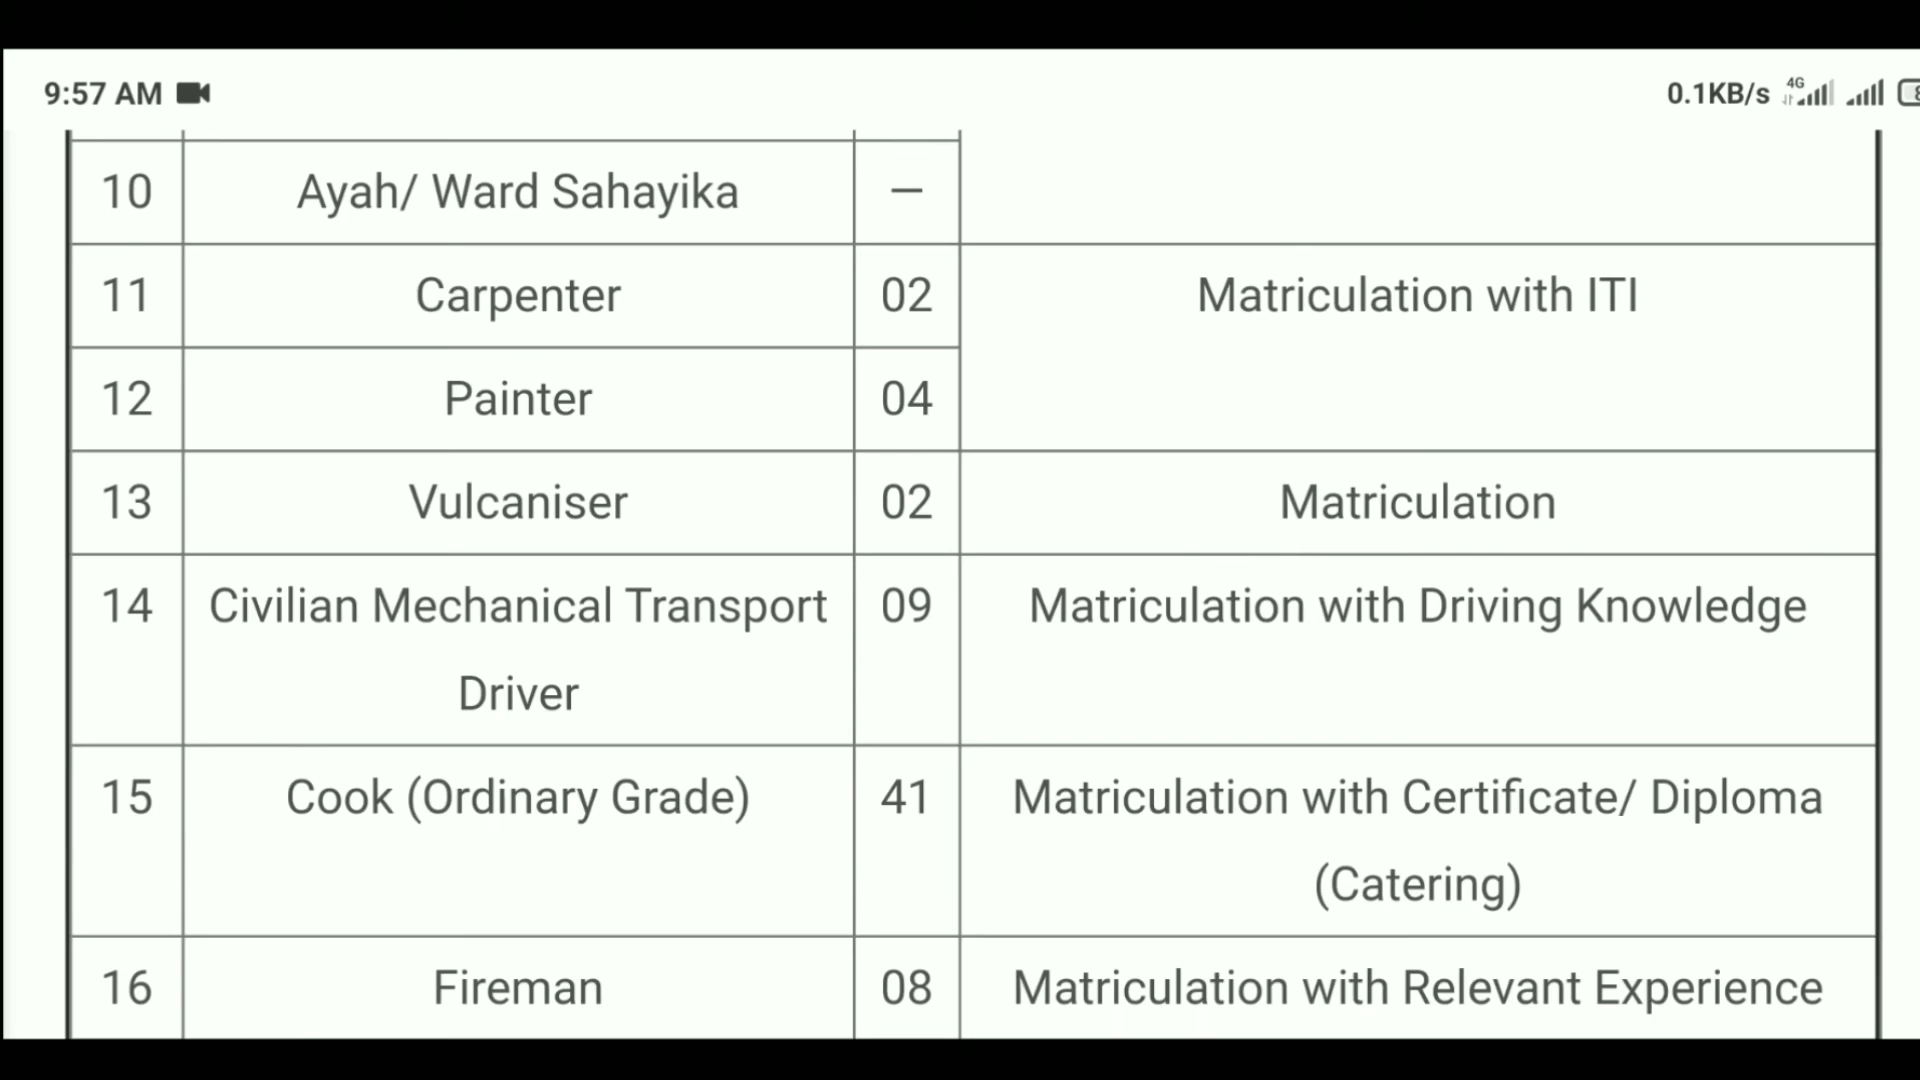 9:57 AM
0.1KB/s 4G
10 Ayah/ Ward Sahayika —
11 Carpenter 02 Matriculation with ITI
12 Painter 04
13 Vulcaniser 02 Matriculation
14 Civilian Mechanical Transport 09 Matriculation with Driving Knowledge
Driver
15 Cook (Ordinary Grade) 41 Matriculation with Certificate/ Diploma
(Catering)
16 Fireman 08 Matriculation with Relevant Experience